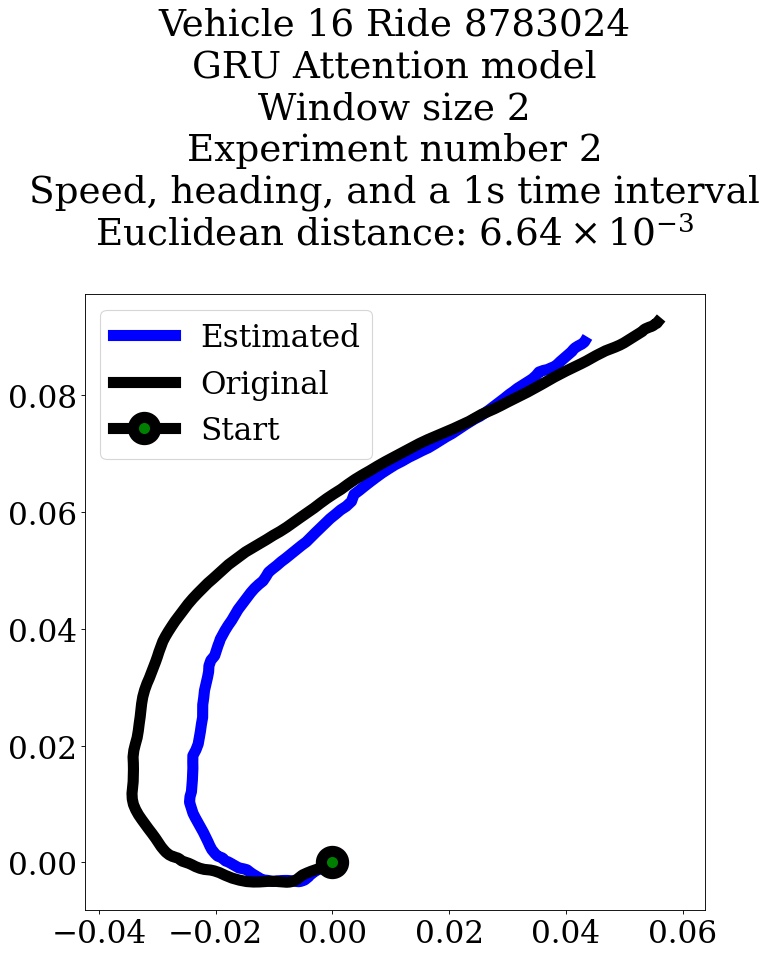 Vehicle 16 Ride 8783024
GRU Attention model
Window size 2
Experiment number 2
Speed, heading, and a 1s time interval
Euclidean distance: 6.64 × 10⁻³
Estimated
Original
Start
0.08
0.06
0.04
0.02
0.00
−0.04 −0.02 0.00 0.02 0.04 0.06